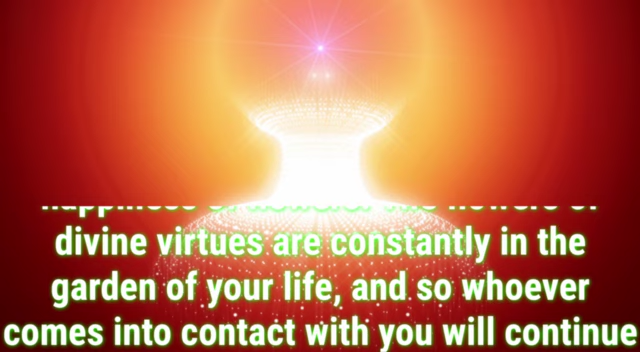 divine virtues are constantly in the
garden of your life, and so whoever
comes into contact with you will continue